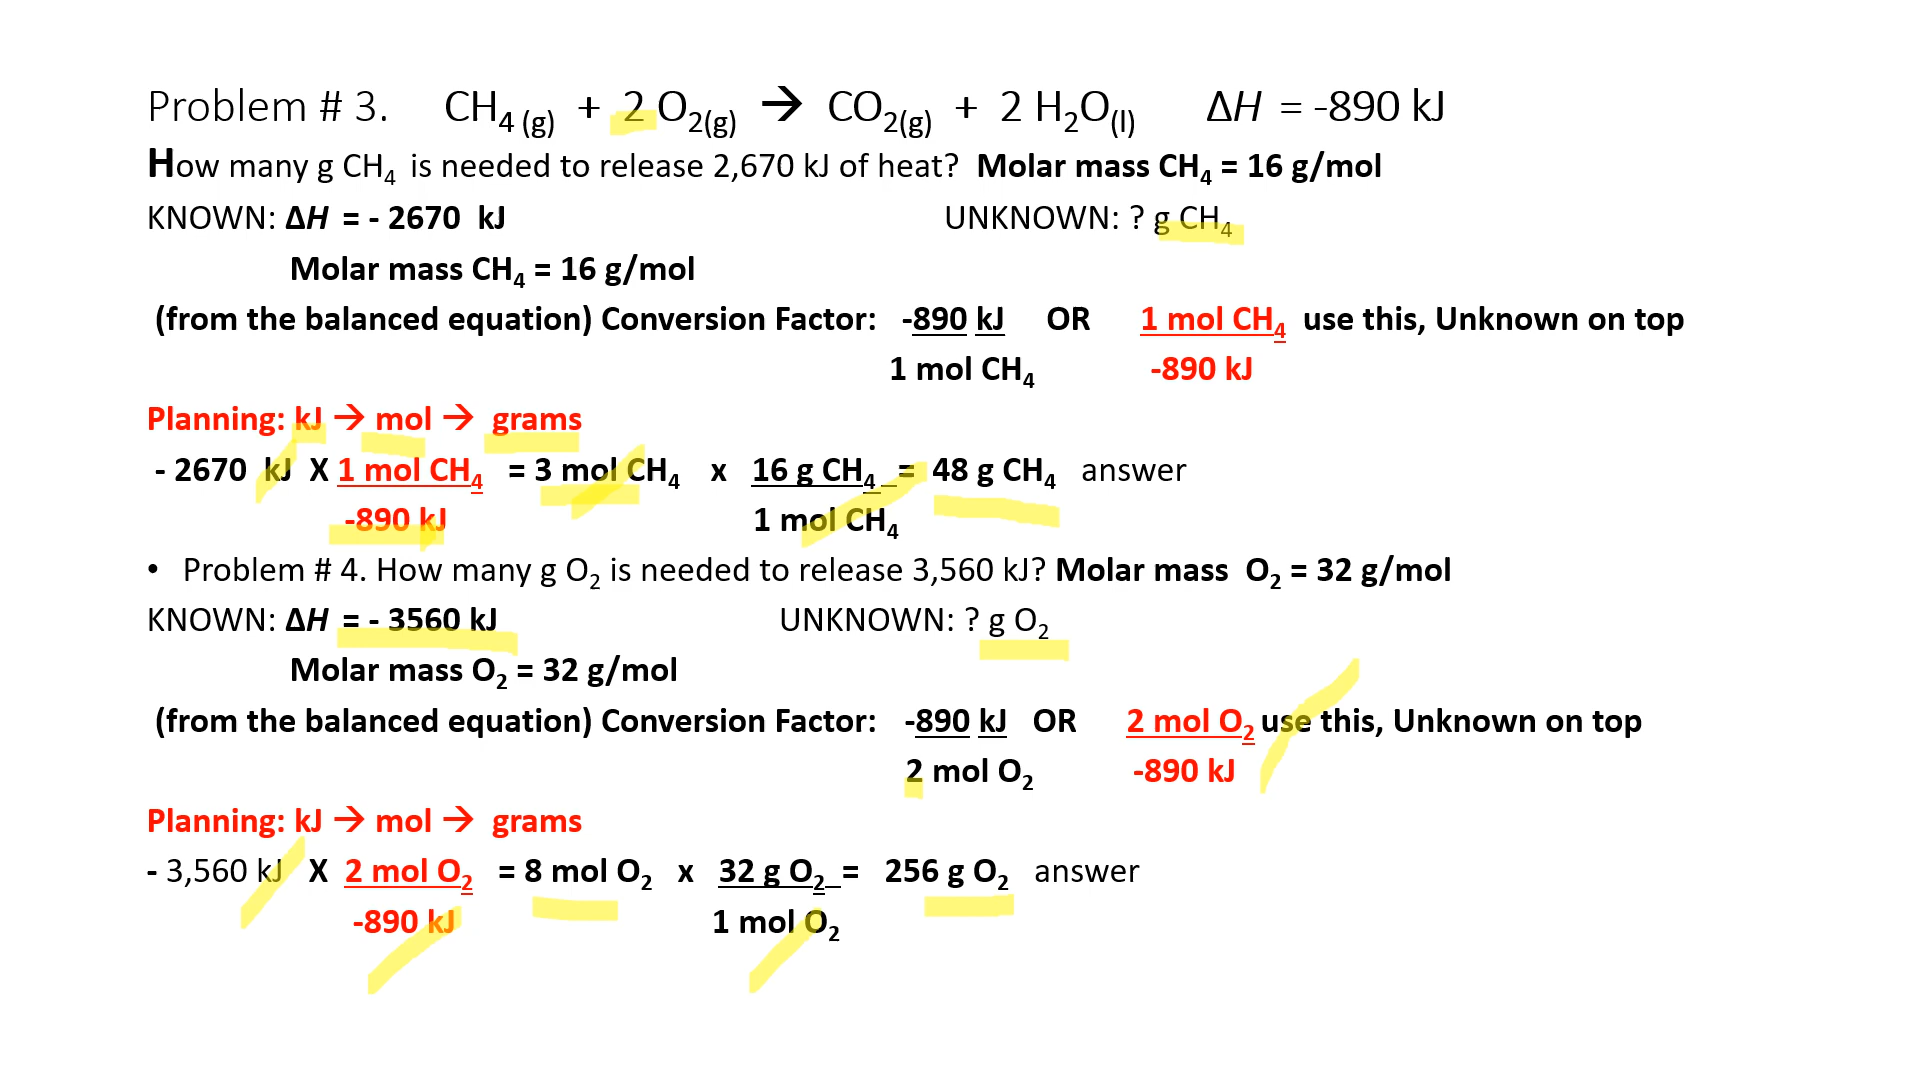 Problem # 3. CH₄ (g) + 2 O₂(g) → CO₂(g) + 2 H₂O(l) ΔH = -890 kJ
How many g CH₄ is needed to release 2,670 kJ of heat? Molar mass CH₄ = 16 g/mol
KNOWN: ΔH = - 2670 kJ UNKNOWN: ? g CH₄
Molar mass CH₄ = 16 g/mol
(from the balanced equation) Conversion Factor: -890 kJ OR 1 mol CH₄ use this, Unknown on top
1 mol CH₄ -890 kJ
Planning: kJ → mol → grams
- 2670 kJ X 1 mol CH₄ = 3 mol CH₄ x 16 g CH₄ = 48 g CH₄ answer
-890 kJ 1 mol CH₄
• Problem # 4. How many g O₂ is needed to release 3,560 kJ? Molar mass O₂ = 32 g/mol
KNOWN: ΔH = - 3560 kJ UNKNOWN: ? g O₂
Molar mass O₂ = 32 g/mol
(from the balanced equation) Conversion Factor: -890 kJ OR 2 mol O₂ use this, Unknown on top
2 mol O₂ -890 kJ
Planning: kJ → mol → grams
- 3,560 kJ X 2 mol O₂ = 8 mol O₂ x 32 g O₂ = 256 g O₂ answer
-890 kJ 1 mol O₂